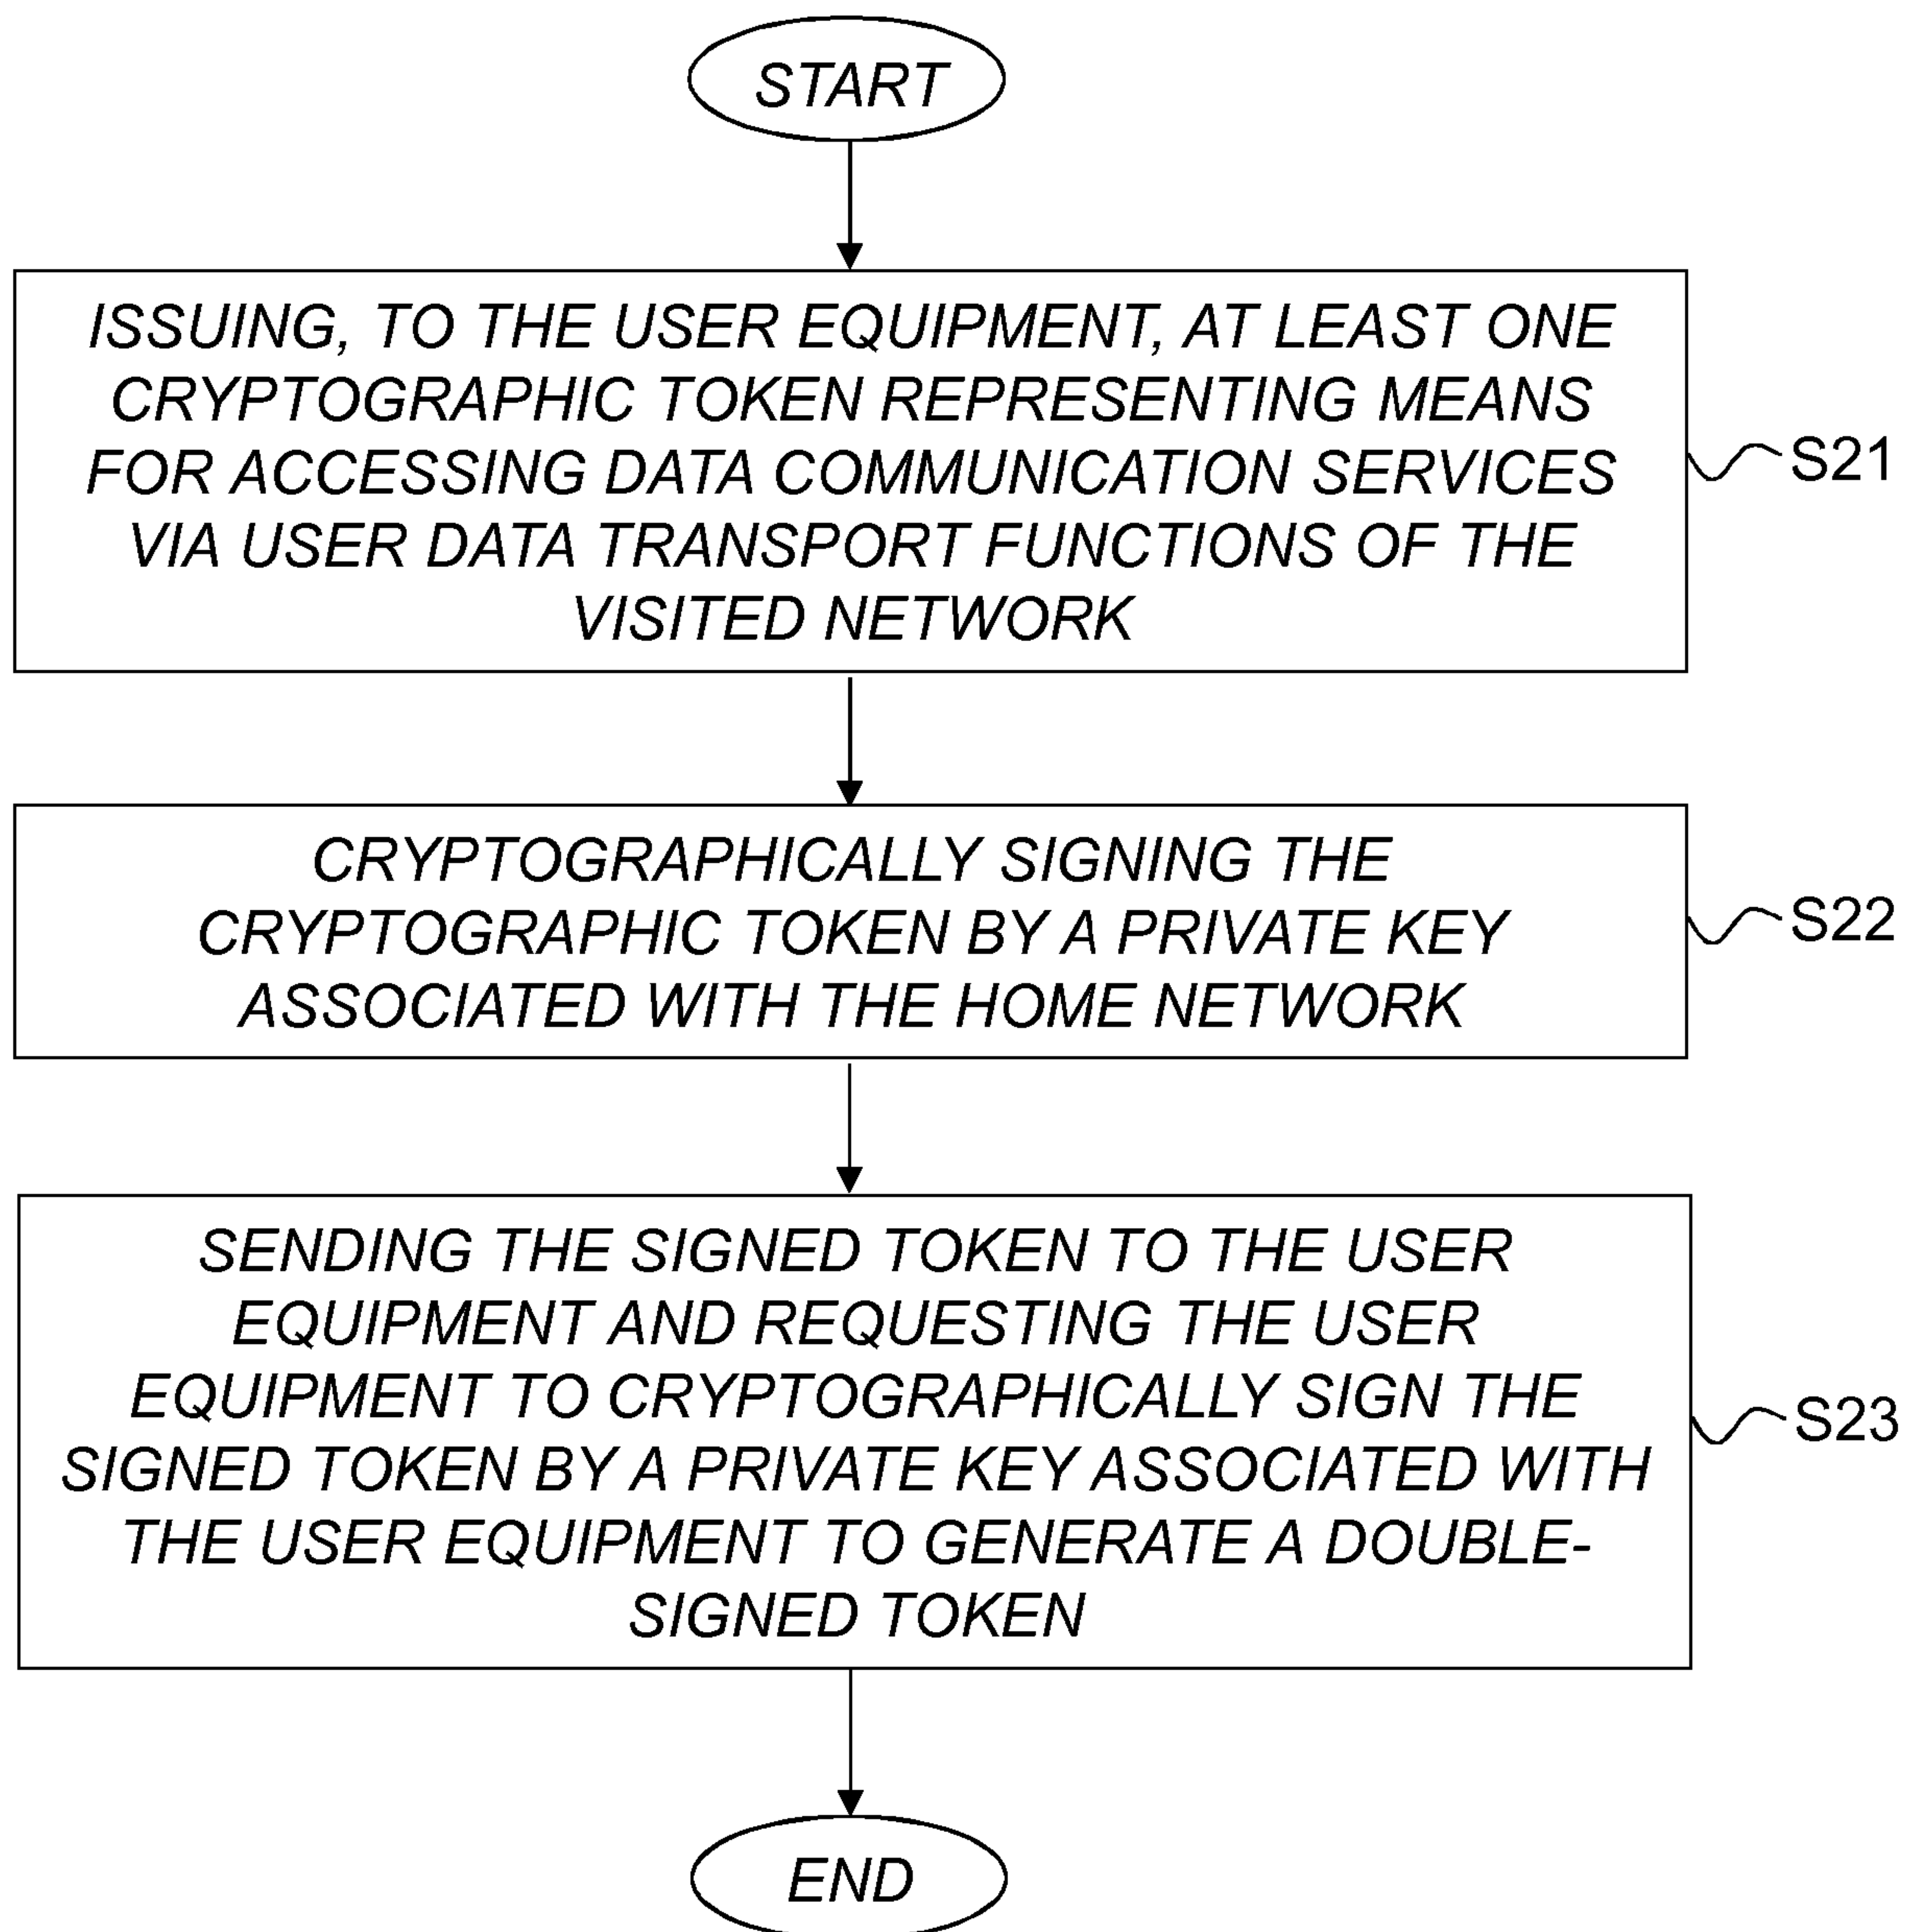 START
ISSUING, TO THE USER EQUIPMENT, AT LEAST ONE
CRYPTOGRAPHIC TOKEN REPRESENTING MEANS
FOR ACCESSING DATA COMMUNICATION SERVICES
VIA USER DATA TRANSPORT FUNCTIONS OF THE
VISITED NETWORK
S21
CRYPTOGRAPHICALLY SIGNING THE
CRYPTOGRAPHIC TOKEN BY A PRIVATE KEY
ASSOCIATED WITH THE HOME NETWORK
S22
SENDING THE SIGNED TOKEN TO THE USER
EQUIPMENT AND REQUESTING THE USER
EQUIPMENT TO CRYPTOGRAPHICALLY SIGN THE
SIGNED TOKEN BY A PRIVATE KEY ASSOCIATED WITH
THE USER EQUIPMENT TO GENERATE A DOUBLE-
SIGNED TOKEN
S23
END